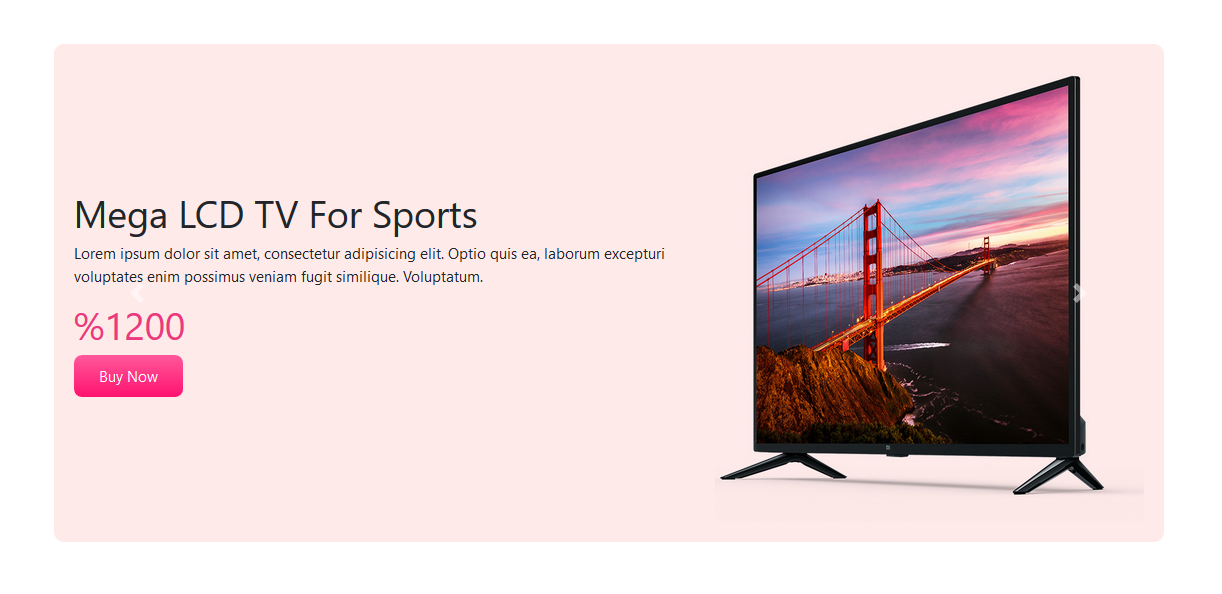 Mega LCD TV For Sports
Lorem ipsum dolor sit amet, consectetur adipisicing elit. Optio quis ea, laborum excepturi
voluptates enim possimus veniam fugit similique. Voluptatum.
%1200
Buy Now